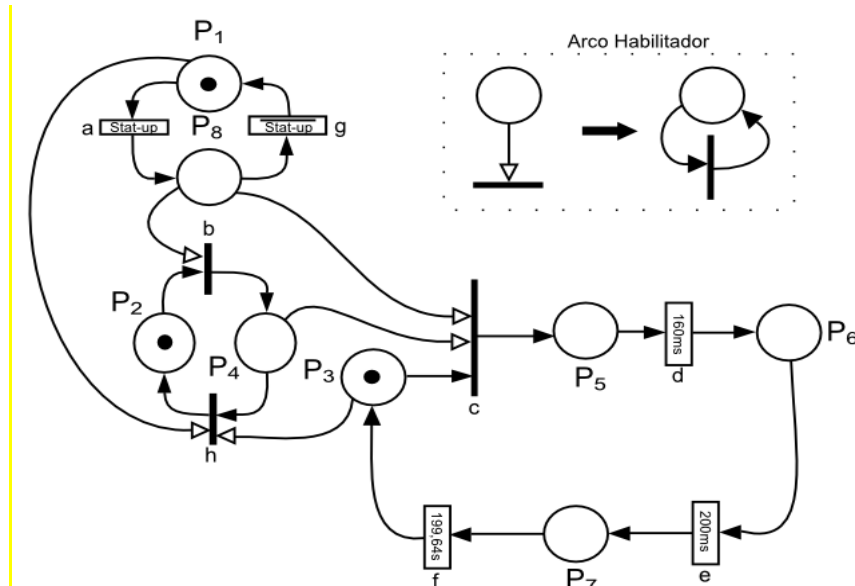 P1
Arco Habilitador
a
Stat-up
P8
Stat-up
g
b
P2
P4
P3
h
c
P5
160ms
d
P6
199,64s
f
P7
200ms
e